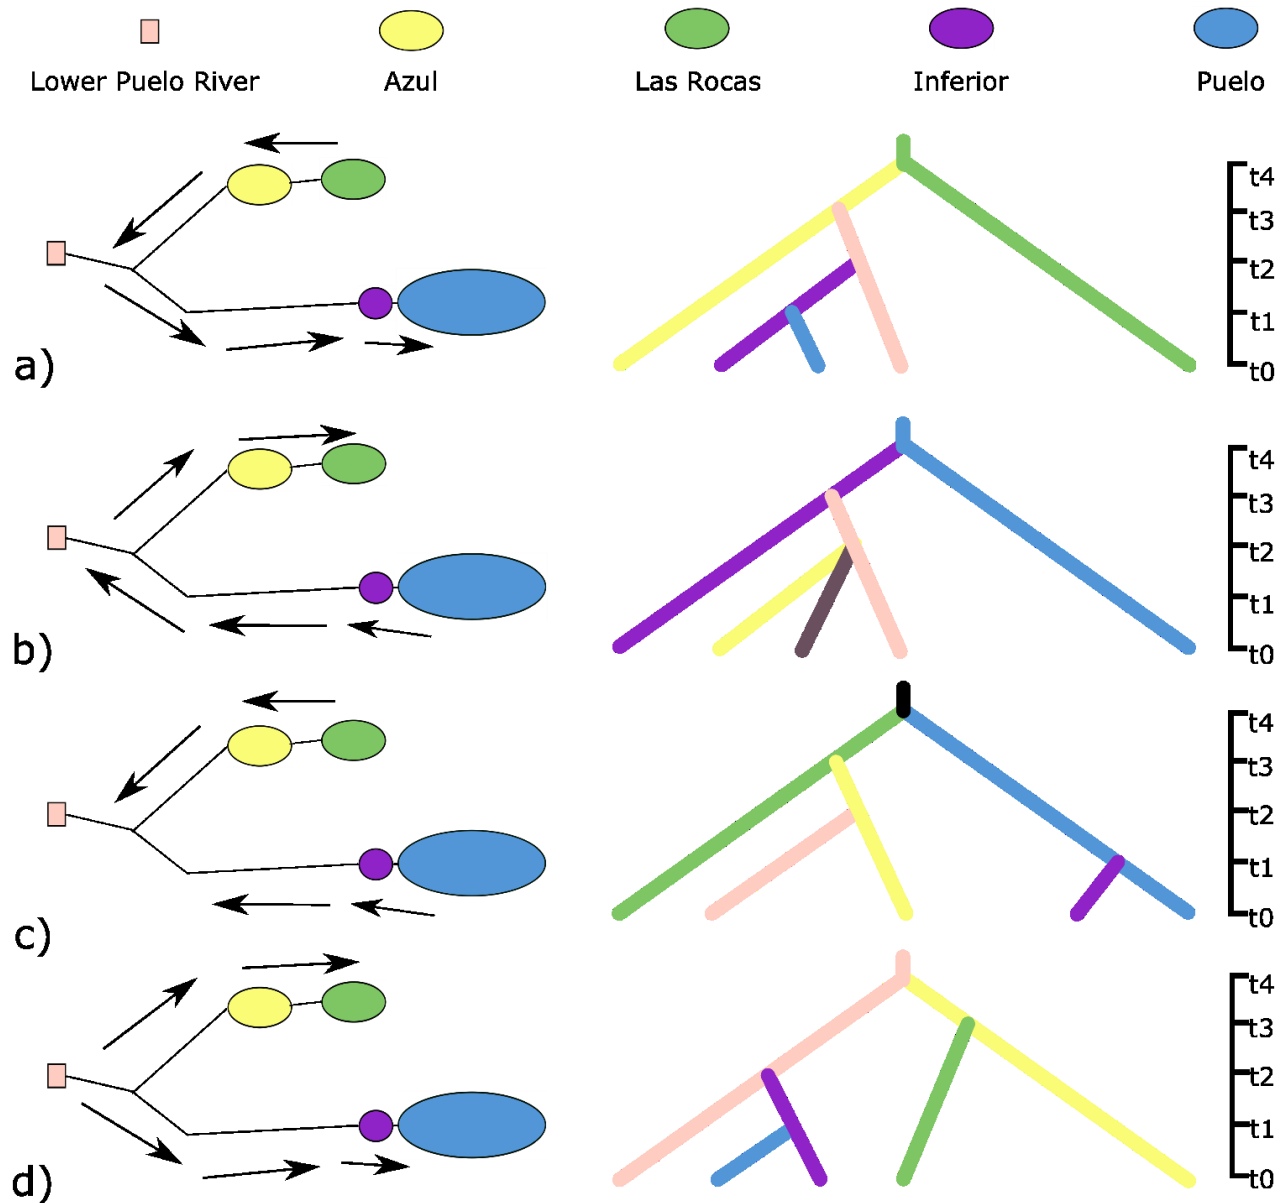 Lower Puelo River Azul Las Rocas Inferior Puelo
a)
t4
t3
t2
t1
t0
b)
t4
t3
t2
t1
t0
c)
t4
t3
t2
t1
t0
d)
t4
t3
t2
t1
t0